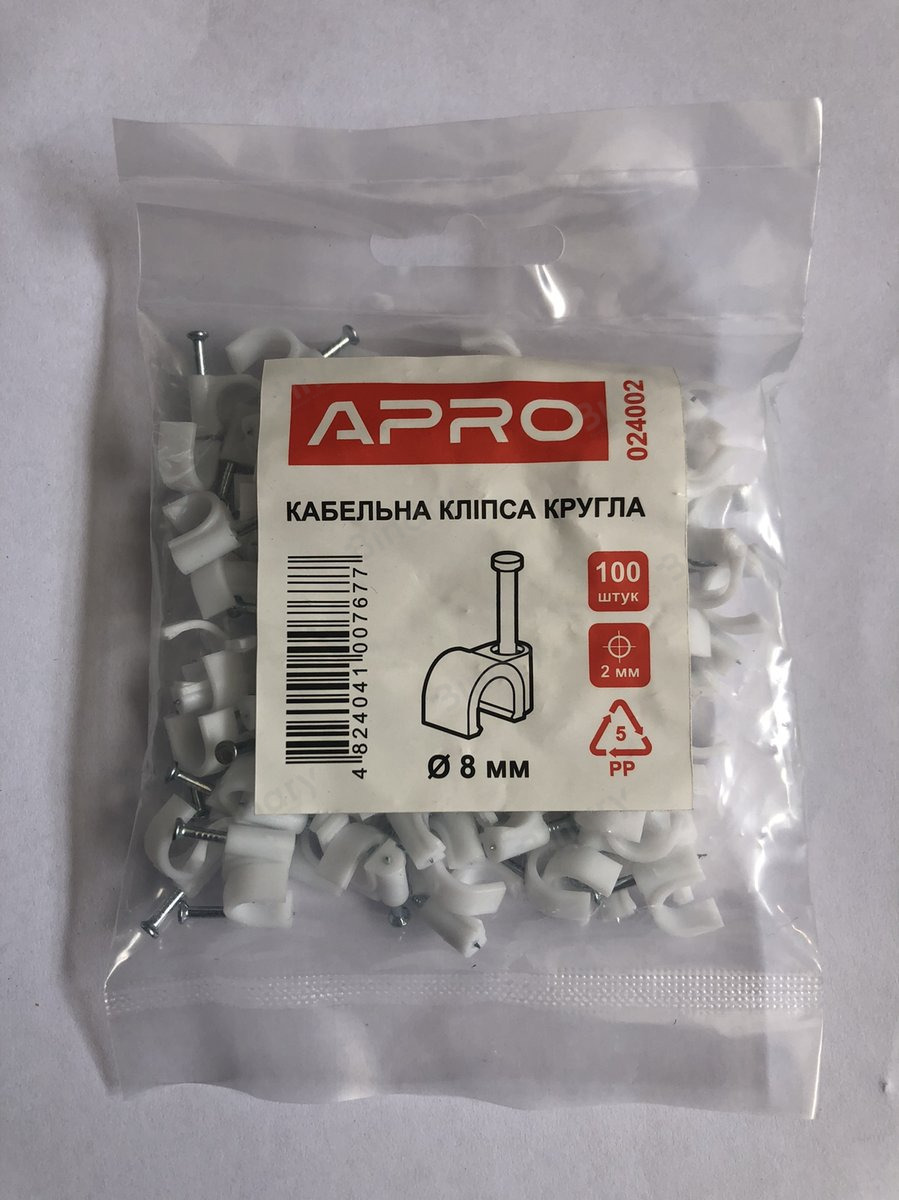 APRO
024002
КАБЕЛЬНА КЛІПСА КРУГЛА
4 824041 007677
100
штук
2 мм
5
PP
Ø 8 мм